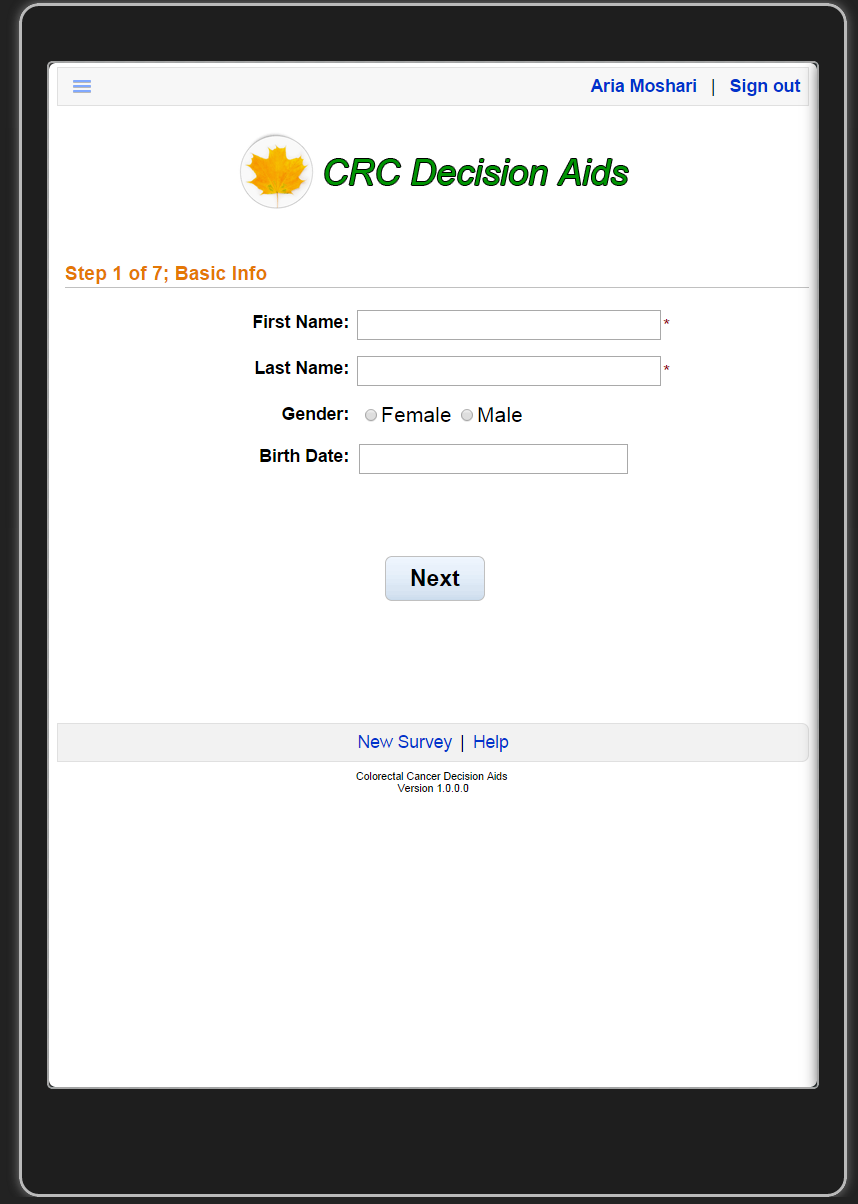 Aria Moshari | Sign out
CRC Decision Aids
Step 1 of 7; Basic Info
First Name: *
Last Name: *
Gender: Female Male
Birth Date:
Next
New Survey | Help
Colorectal Cancer Decision Aids
Version 1.0.0.0